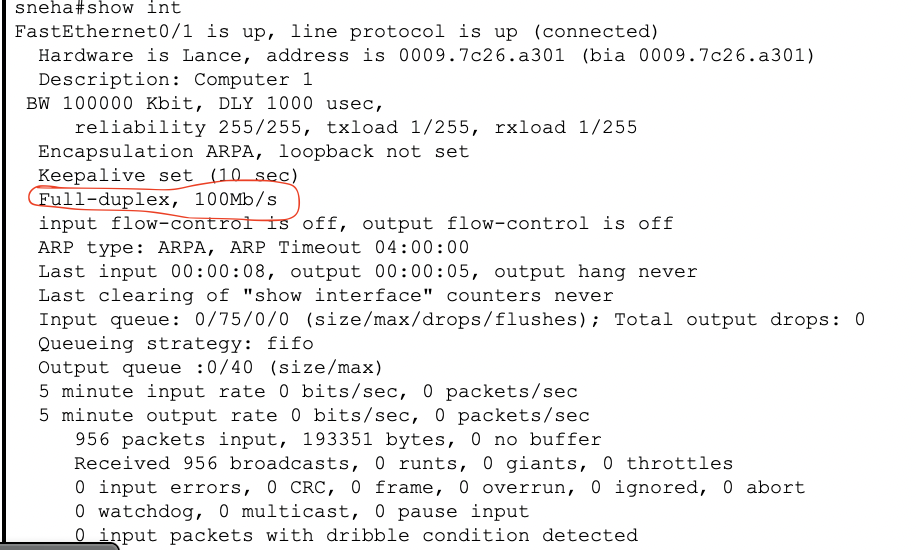 sneha#show int
FastEthernet0/1 is up, line protocol is up (connected)
Hardware is Lance, address is 0009.7c26.a301 (bia 0009.7c26.a301)
Description: Computer 1
BW 100000 Kbit, DLY 1000 usec,
reliability 255/255, txload 1/255, rxload 1/255
Encapsulation ARPA, loopback not set
Keepalive set (10 sec)
Full-duplex, 100Mb/s
input flow-control is off, output flow-control is off
ARP type: ARPA, ARP Timeout 04:00:00
Last input 00:00:08, output 00:00:05, output hang never
Last clearing of "show interface" counters never
Input queue: 0/75/0/0 (size/max/drops/flushes); Total output drops: 0
Queueing strategy: fifo
Output queue :0/40 (size/max)
5 minute input rate 0 bits/sec, 0 packets/sec
5 minute output rate 0 bits/sec, 0 packets/sec
956 packets input, 193351 bytes, 0 no buffer
Received 956 broadcasts, 0 runts, 0 giants, 0 throttles
0 input errors, 0 CRC, 0 frame, 0 overrun, 0 ignored, 0 abort
0 watchdog, 0 multicast, 0 pause input
0 input packets with dribble condition detected